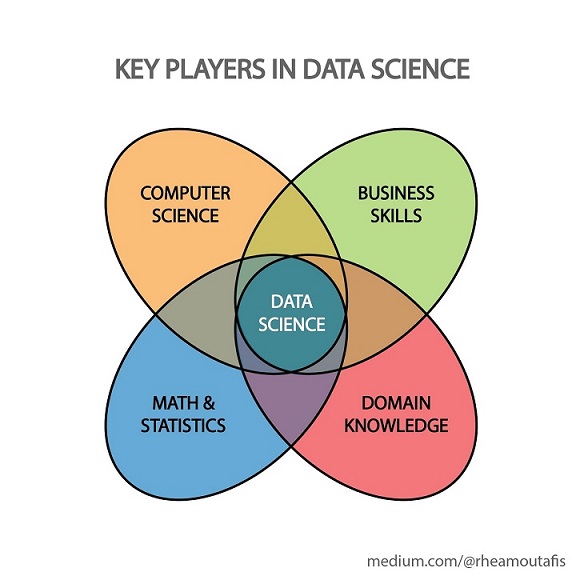 KEY PLAYERS IN DATA SCIENCE
COMPUTER
SCIENCE
BUSINESS
SKILLS
DATA
SCIENCE
MATH &
STATISTICS
DOMAIN
KNOWLEDGE
medium.com/@rheamoutafis